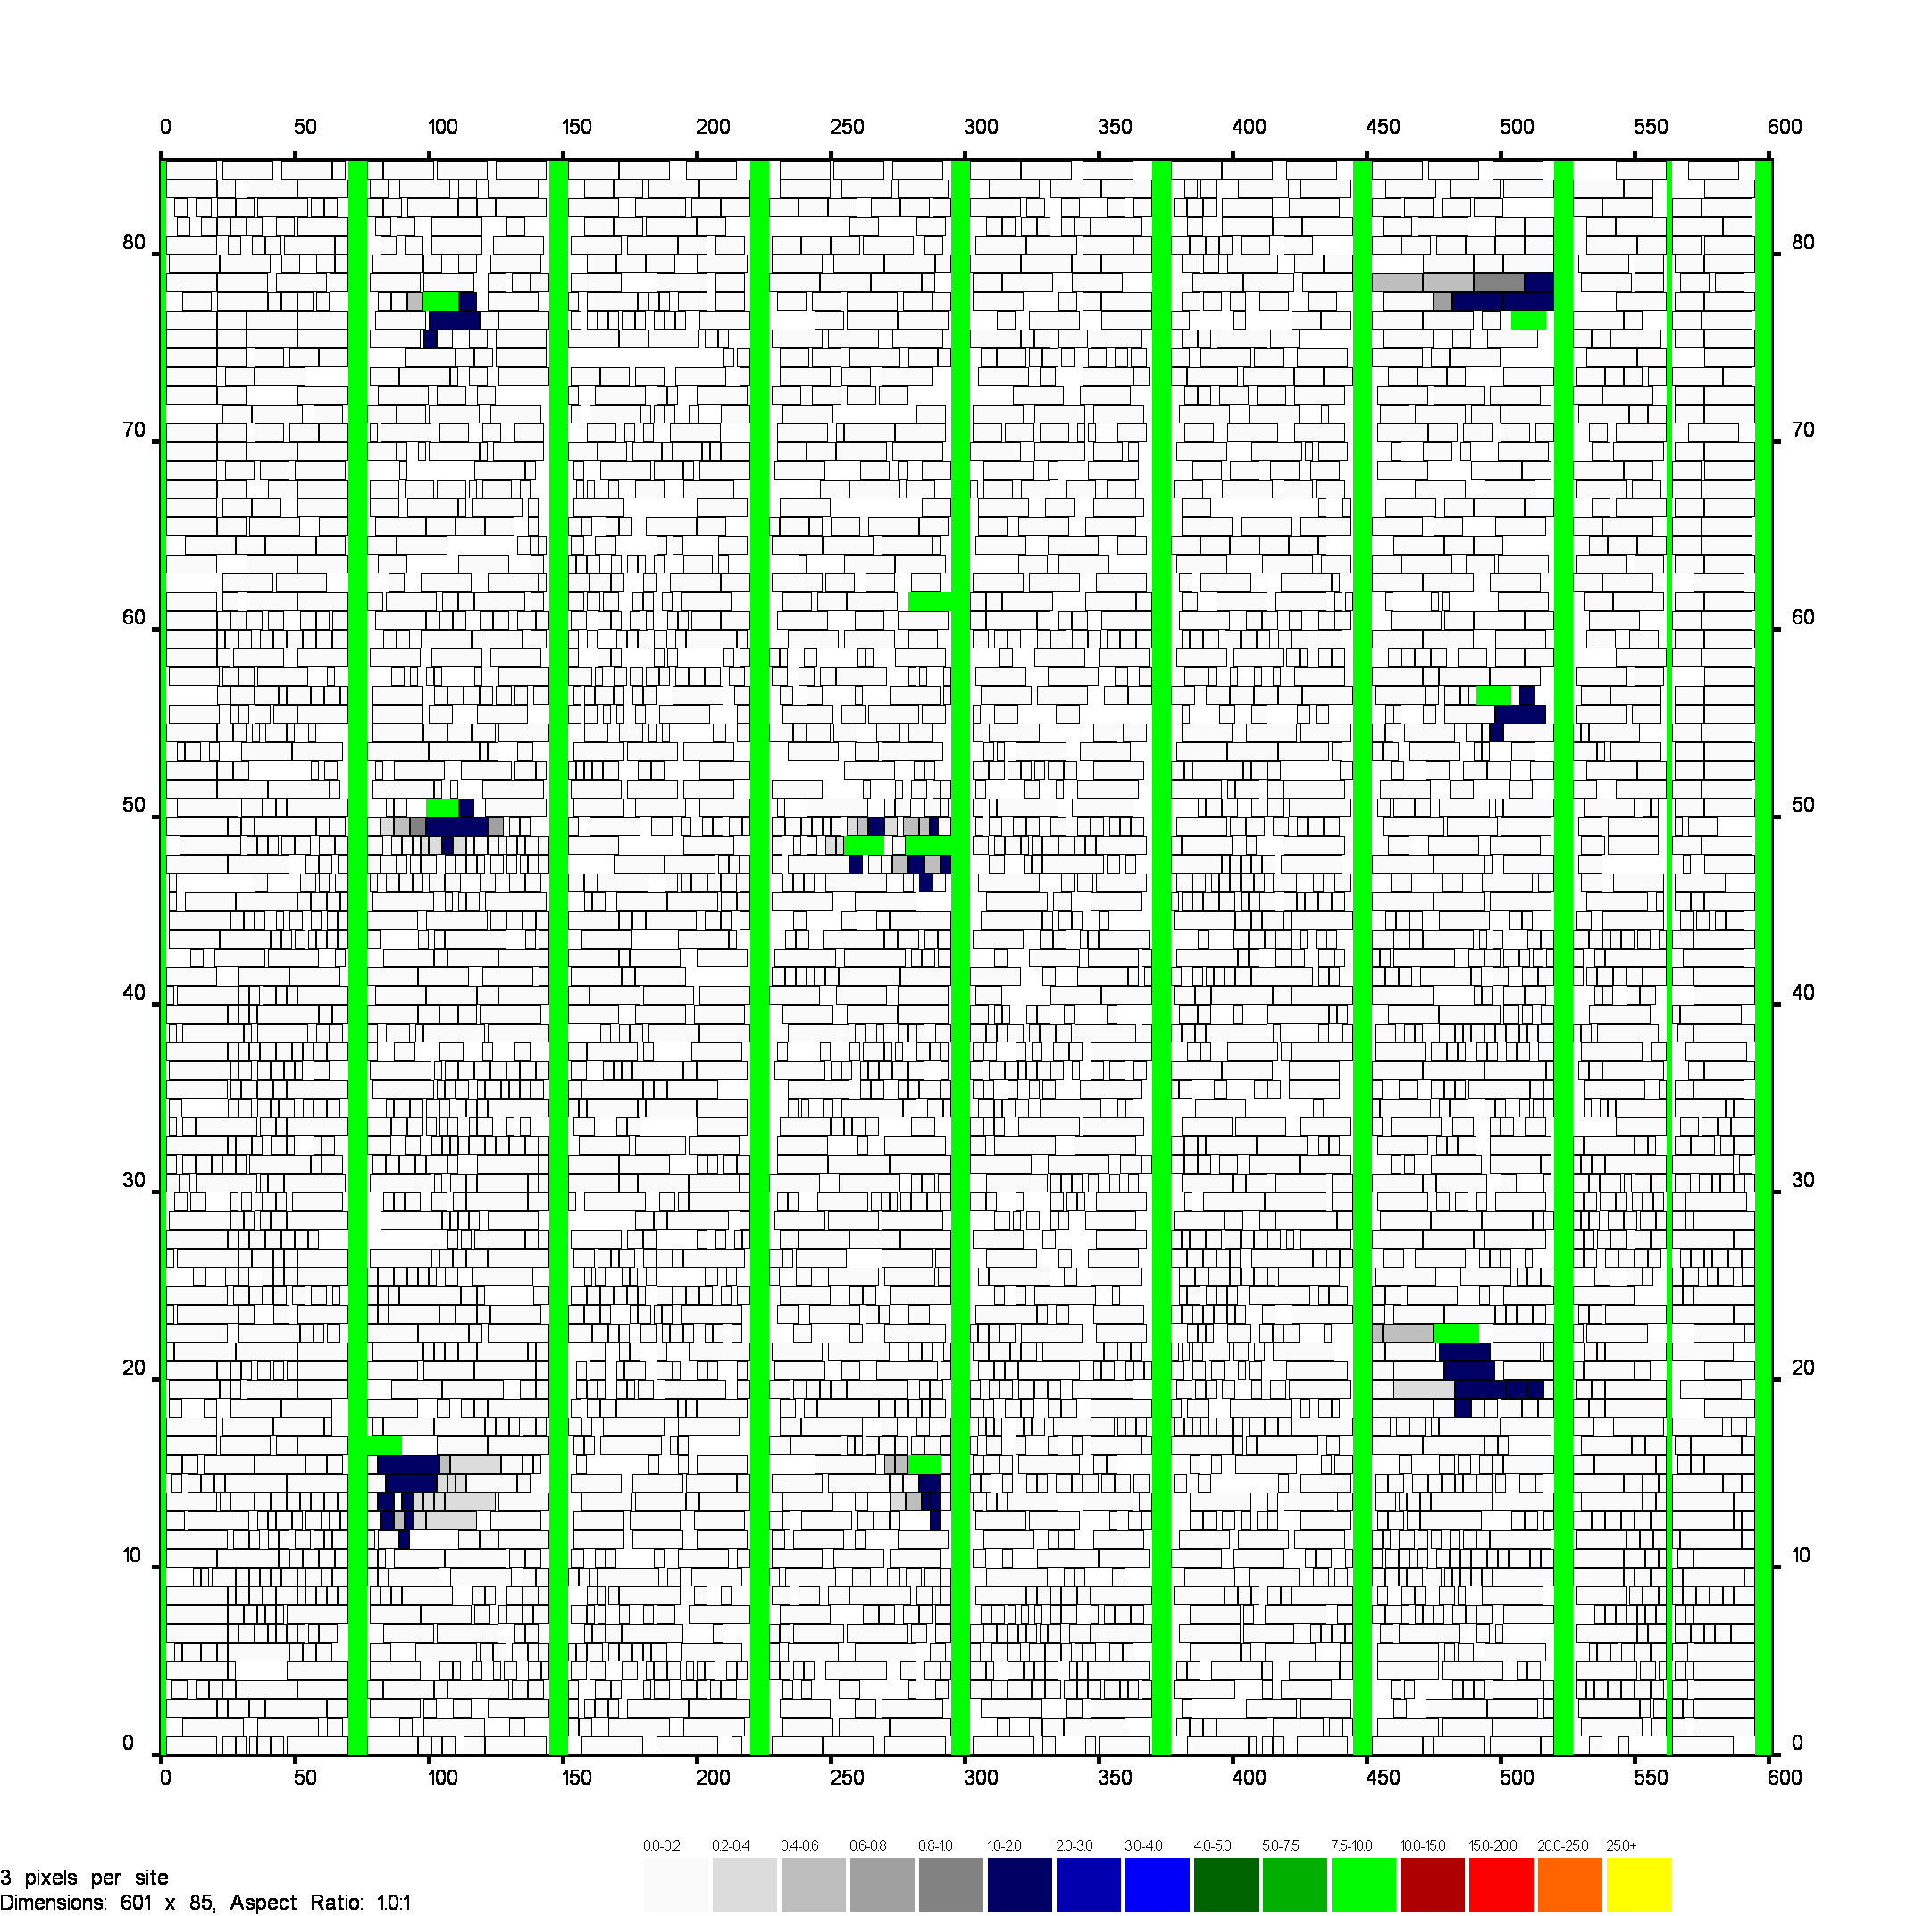 0 50 100 150 200 250 300 350 400 450 500 550 600
80 80
70 70
60 60
50 50
40 40
30 30
20 20
10 10
0 0
0 50 100 150 200 250 300 350 400 450 500 550 600
0.0-0.2 0.2-0.4 0.4-0.6 0.6-0.8 0.8-1.0 1.0-2.0 2.0-3.0 3.0-4.0 4.0-5.0 5.0-7.5 7.5-10.0 10.0-15.0 15.0-20.0 20.0-25.0 25.0+
3 pixels per site
Dimensions: 601 x 85, Aspect Ratio: 1.0:1